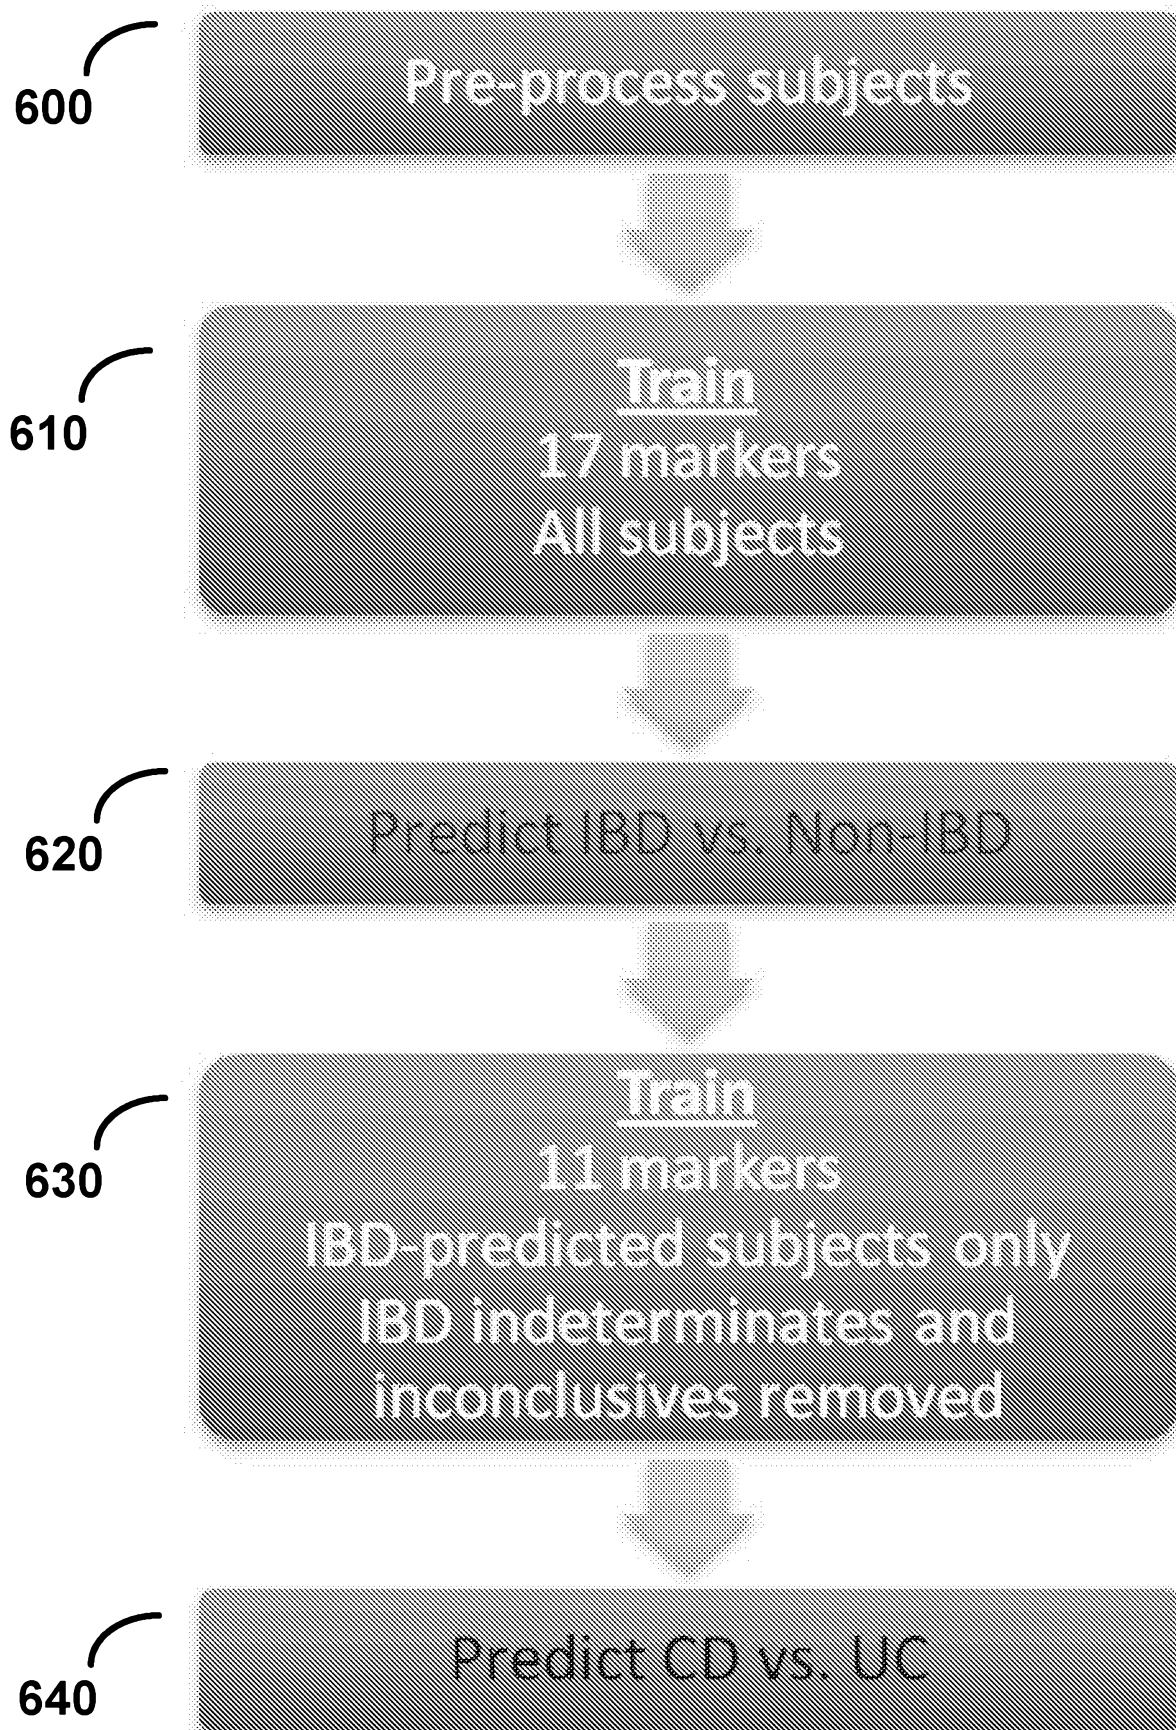 600
Pre-process subjects
610
Train
17 markers
All subjects
620
Predict IBD vs. Non-IBD
630
Train
11 markers
IBD-predicted subjects only
IBD indeterminates and
inconclusives removed
640
Predict CD vs. UC